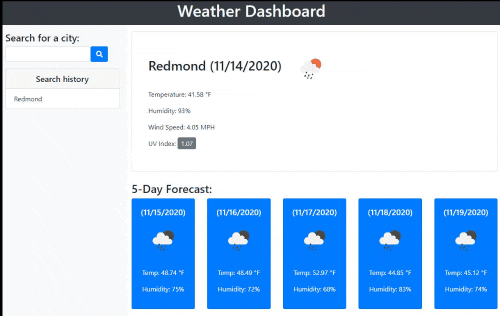 Weather Dashboard
Search for a city:
Search history
Redmond
Redmond (11/14/2020)
Temperature: 41.58 °F
Humidity: 93%
Wind Speed: 4.05 MPH
UV Index: 1.07
5-Day Forecast:
(11/15/2020)
Temp: 48.74 °F
Humidity: 75%
(11/16/2020)
Temp: 48.49 °F
Humidity: 72%
(11/17/2020)
Temp: 52.97 °F
Humidity: 60%
(11/18/2020)
Temp: 44.85 °F
Humidity: 83%
(11/19/2020)
Temp: 45.12 °F
Humidity: 74%